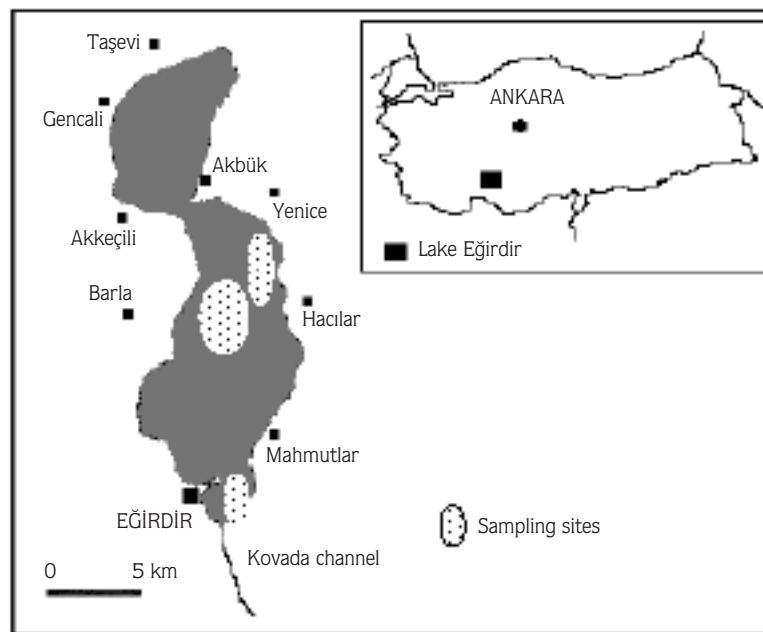 Taşevi
Gencali
Akbük
Yenice
Akkeçili
Barla
Hacılar
Mahmutlar
EĞİRDİR
Kovada channel
0 5 km
ANKARA
Lake Eğirdir
Sampling sites